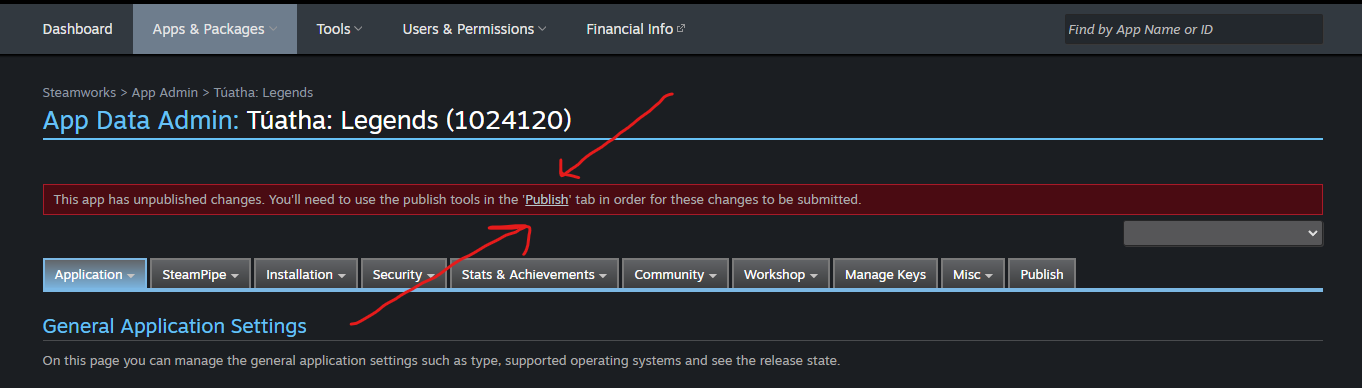 Dashboard Apps & Packages Tools Users & Permissions Financial Info Find by App Name or ID
Steamworks > App Admin > Túatha: Legends
App Data Admin: Túatha: Legends (1024120)
This app has unpublished changes. You'll need to use the publish tools in the 'Publish' tab in order for these changes to be submitted.
Application SteamPipe Installation Security Stats & Achievements Community Workshop Manage Keys Misc Publish
General Application Settings
On this page you can manage the general application settings such as type, supported operating systems and see the release state.